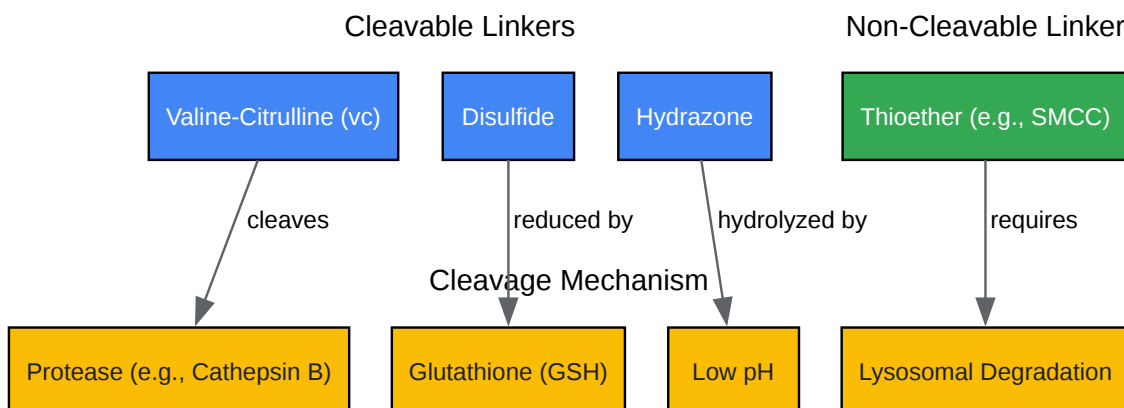 Cleavable Linkers
Non-Cleavable Linker
Valine-Citrulline (vc)
Disulfide
Hydrazone
Thioether (e.g., SMCC)
cleaves
reduced by
hydrolyzed by
requires
Cleavage Mechanism
Protease (e.g., Cathepsin B)
Glutathione (GSH)
Low pH
Lysosomal Degradation